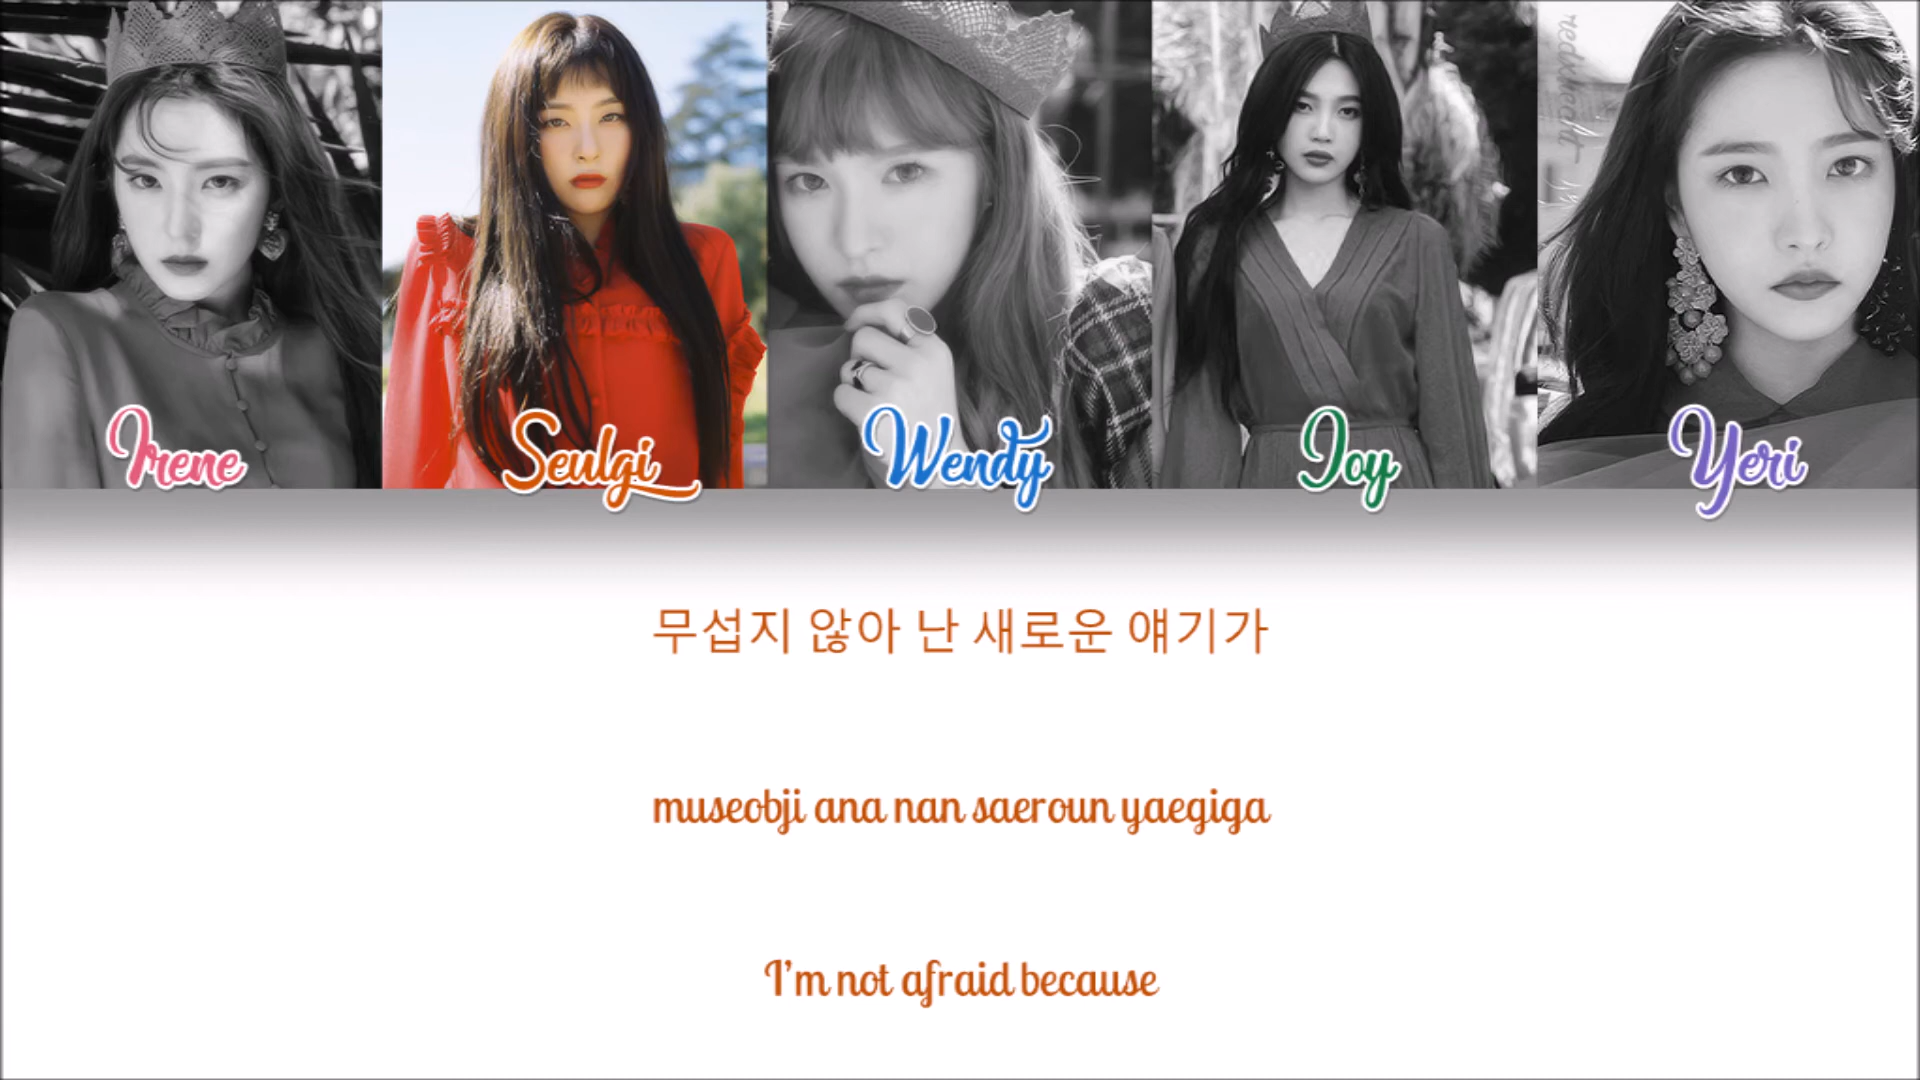 Irene
Seulgi
Wendy
Joy
Yeri
무섭지 않아 난 새로운 얘기가
museobji ana nan saeroun yaegiga
I'm not afraid because